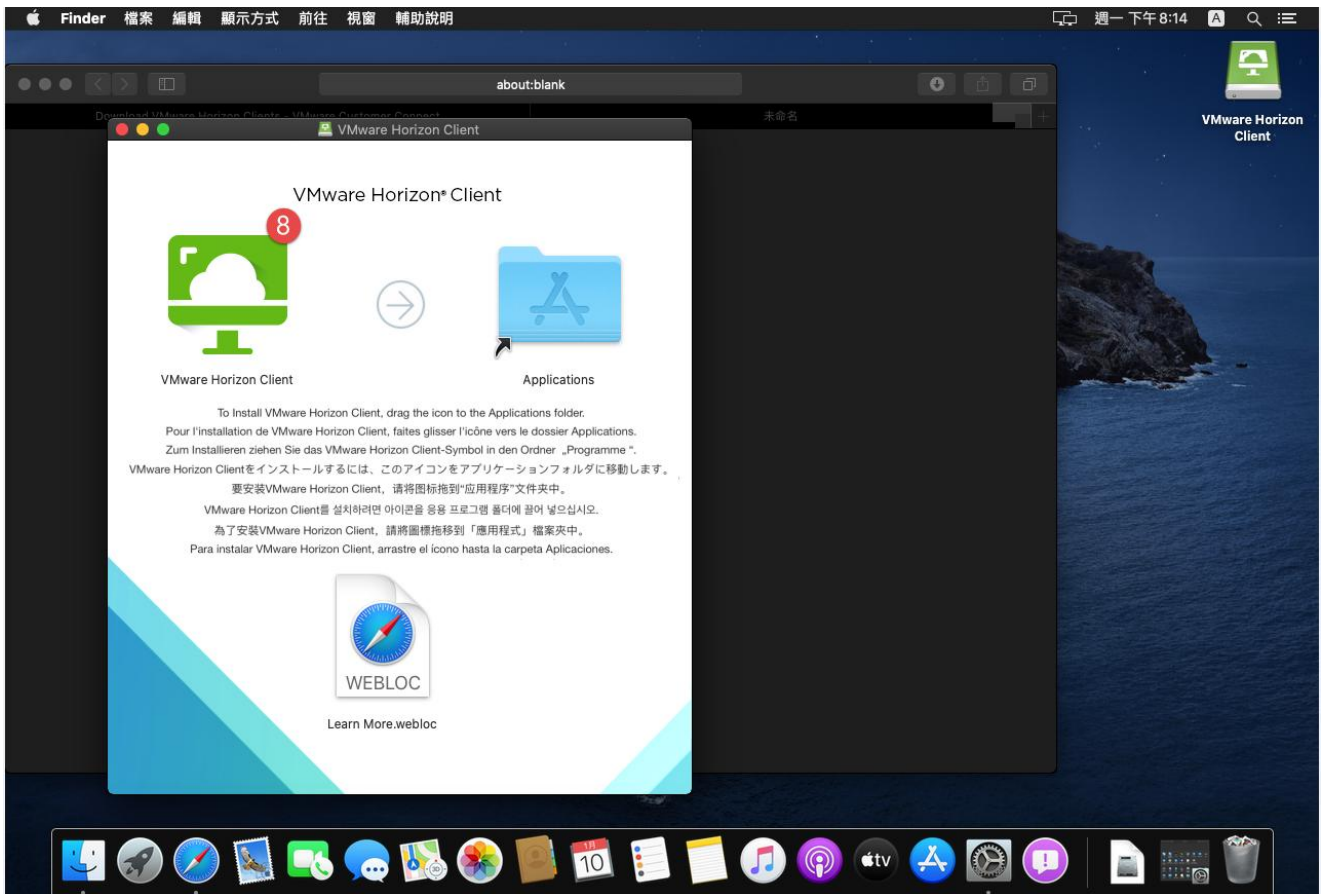 Finder 檔案 編輯 顯示方式 前往 視窗 輔助說明 週一 下午8:14 A
about:blank
Download VMware Horizon Clients - VMware Customer Connect 未命名
VMware Horizon Client
VMware Horizon
Client
VMware Horizon® Client
8
VMware Horizon Client Applications
To Install VMware Horizon Client, drag the icon to the Applications folder.
Pour l'installation de VMware Horizon Client, faites glisser l'icône vers le dossier Applications.
Zum Installieren ziehen Sie das VMware Horizon Client-Symbol in den Ordner „Programme “.
VMware Horizon Clientをインストールするには、このアイコンをアプリケーションフォルダに移動します。
要安装VMware Horizon Client，请将图标拖到“应用程序”文件夹中。
VMware Horizon Client를 설치하려면 아이콘을 응용 프로그램 폴더에 끌어 넣으십시오.
為了安裝VMware Horizon Client，請將圖標拖移到「應用程式」檔案夾中。
Para instalar VMware Horizon Client, arrastre el ícono hasta la carpeta Aplicaciones.
WEBLOC
Learn More.webloc
1月
10
tv